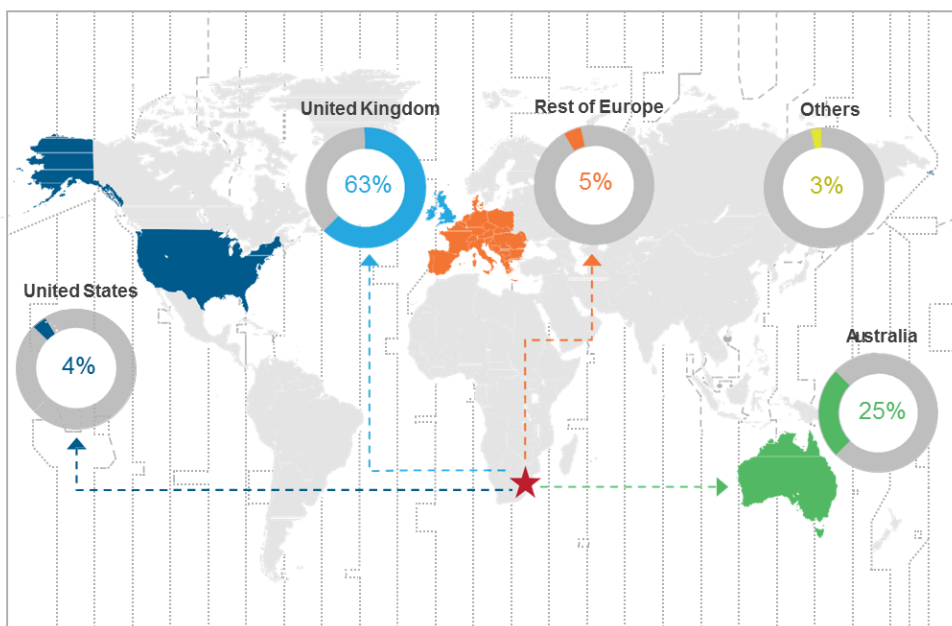 United Kingdom
63%
Rest of Europe
5%
Others
3%
United States
4%
Australia
25%